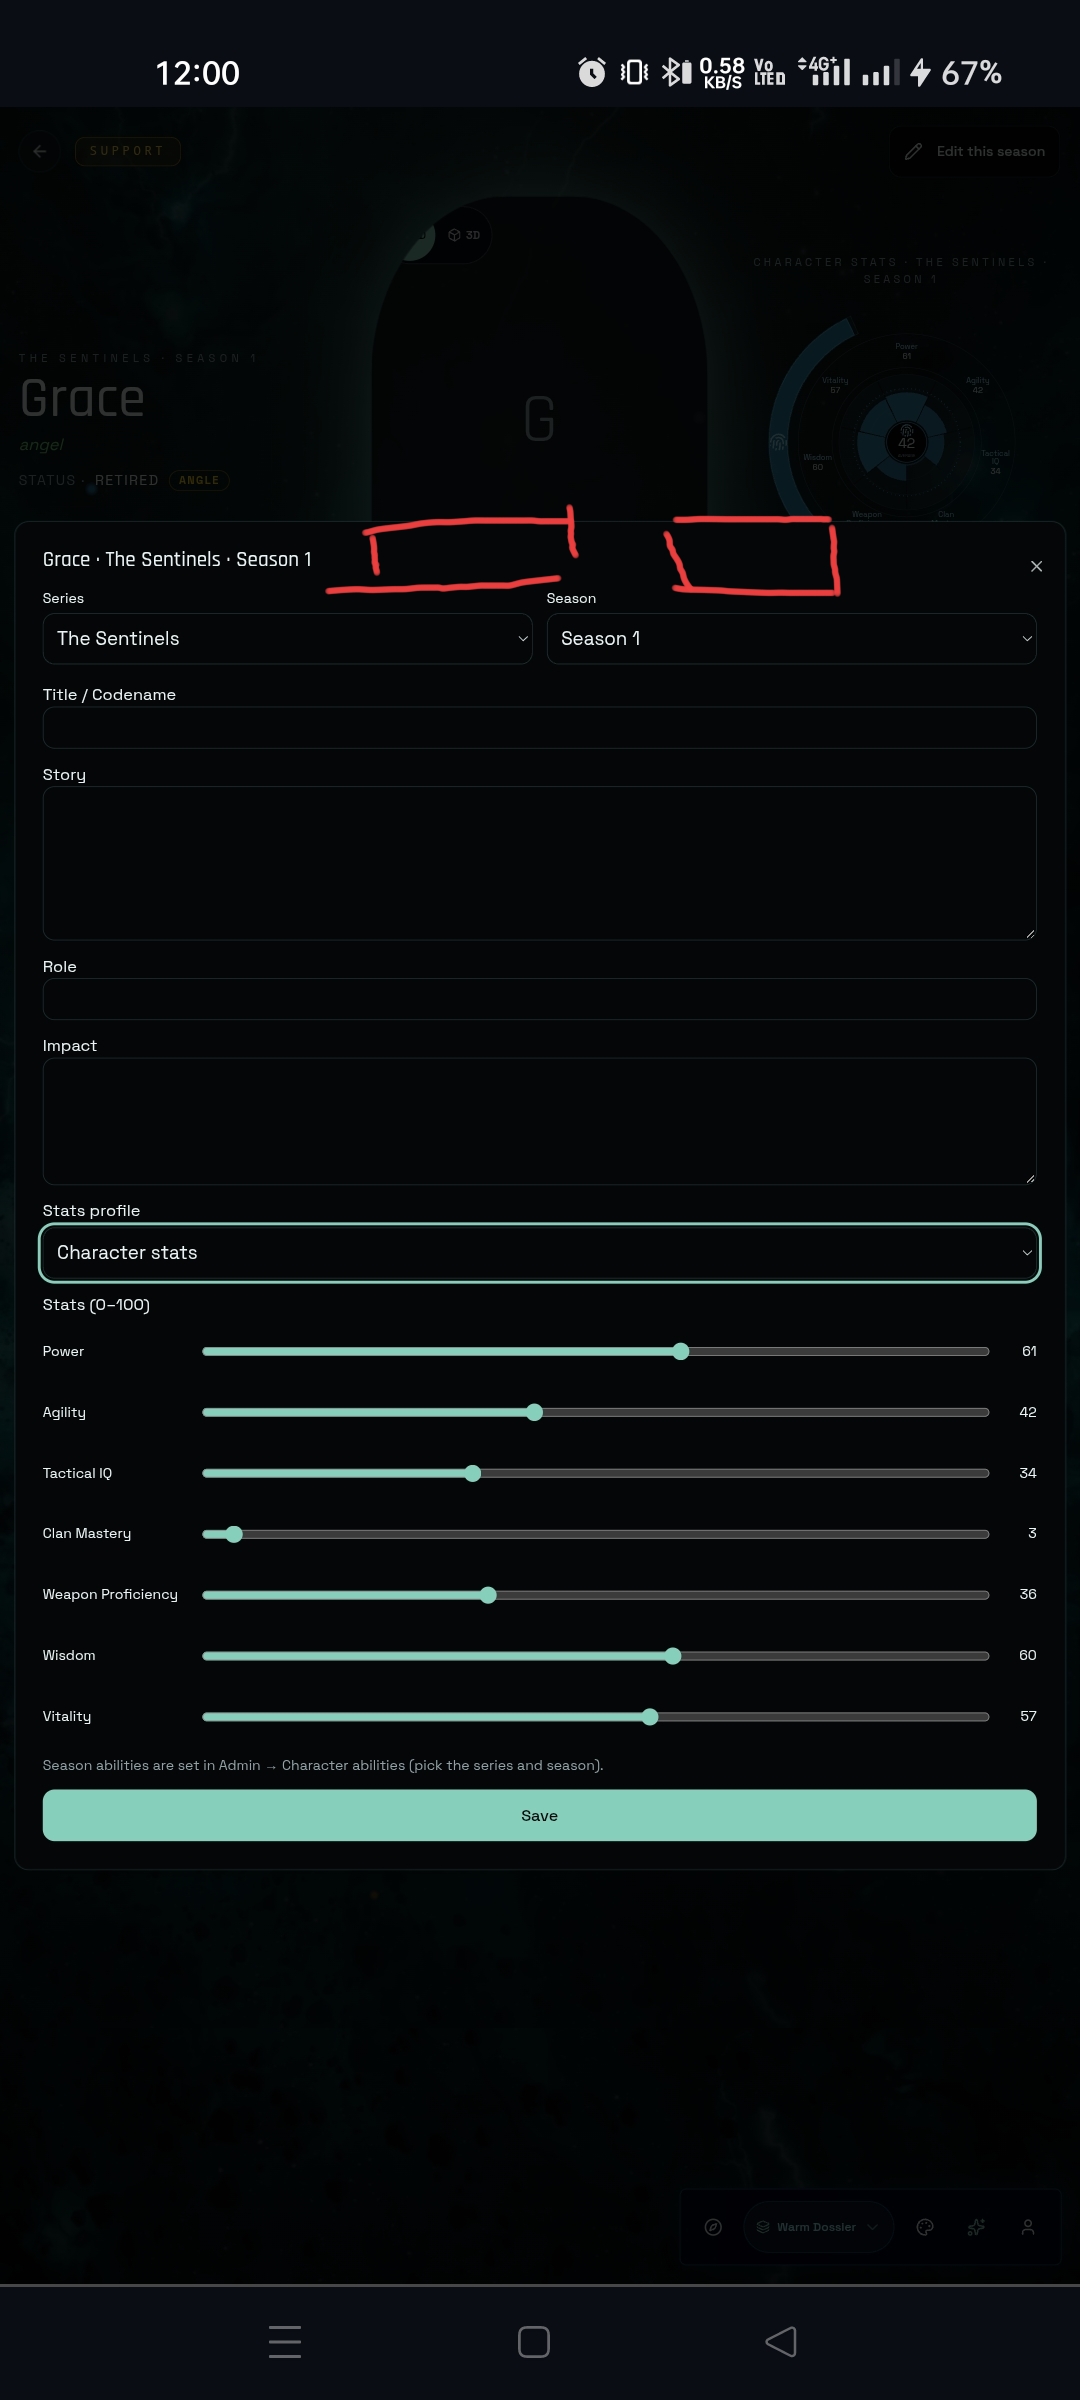 12:00
0.58
KB/S
Vo
LTE
4G+
67%
SUPPORT
Edit this season
3D
CHARACTER STATS · THE SENTINELS ·
SEASON 1
THE SENTINELS · SEASON 1
Grace
angel
STATUS · RETIRED
ANGLE
G
Power
61
Vitality
57
Agility
42
42
Wisdom
60
Tactical
IQ
34
Weapon
Clan
Grace · The Sentinels · Season 1
Series
Season
The Sentinels
Season 1
Title / Codename
Story
Role
Impact
Stats profile
Character stats
Stats (0–100)
Power
61
Agility
42
Tactical IQ
34
Clan Mastery
3
Weapon Proficiency
36
Wisdom
60
Vitality
57
Season abilities are set in Admin → Character abilities (pick the series and season).
Save
Warm Dossier